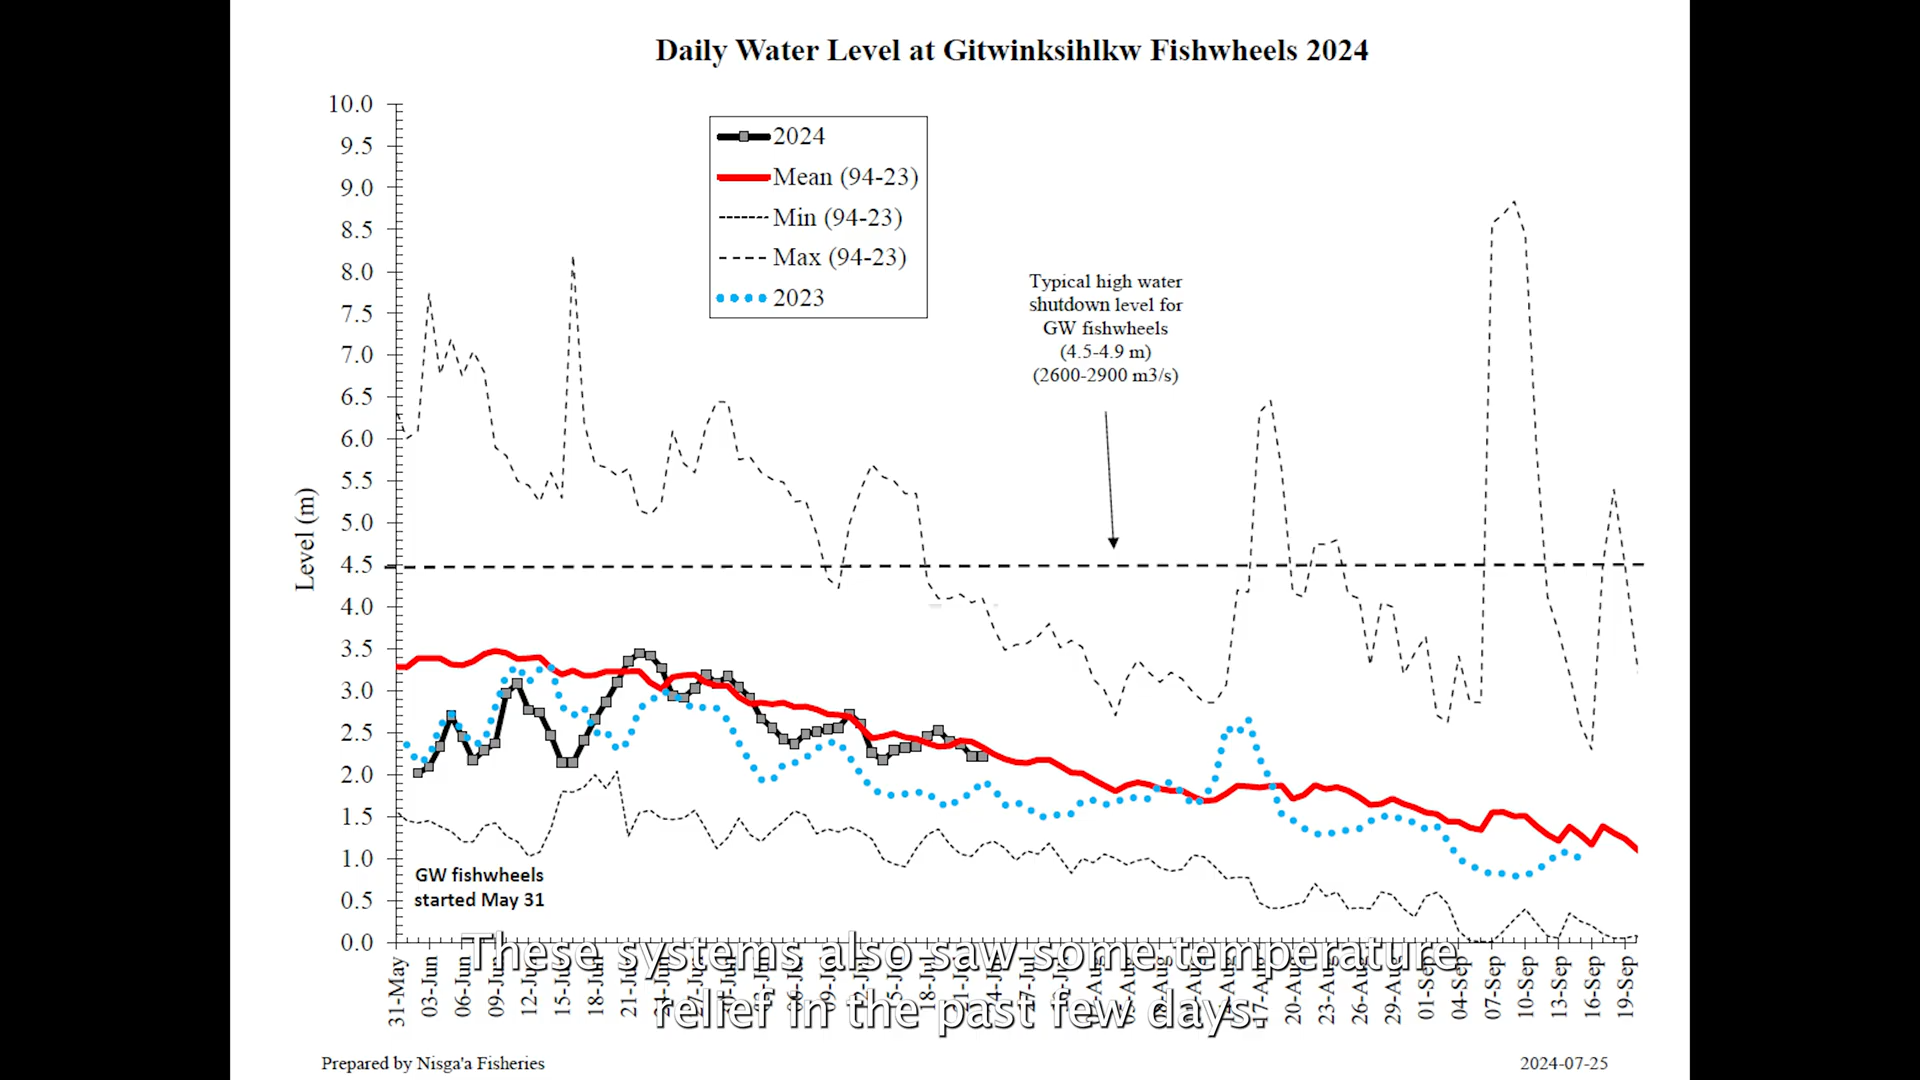 Daily Water Level at Gitwinksihlkw Fishwheels 2024
10.0
9.5
9.0
8.5
8.0
7.5
7.0
6.5
6.0
5.5
5.0
4.5
4.0
3.5
3.0
2.5
2.0
1.5
1.0
0.5
0.0
Level (m)
2024
Mean (94-23)
Min (94-23)
Max (94-23)
2023
Typical high water
shutdown level for
GW fishwheels
(4.5-4.9 m)
(2600-2900 m3/s)
GW fishwheels
started May 31
31-May
03-Jun
06-Jun
09-Jun
12-Jun
15-Jun
18-Jun
21-Jun
20-Aug
23-Aug
26-Aug
29-Aug
01-Sep
04-Sep
07-Sep
10-Sep
13-Sep
16-Sep
19-Sep
These systems also saw some temperature
relief in the past few days.
Prepared by Nisga'a Fisheries
2024-07-25